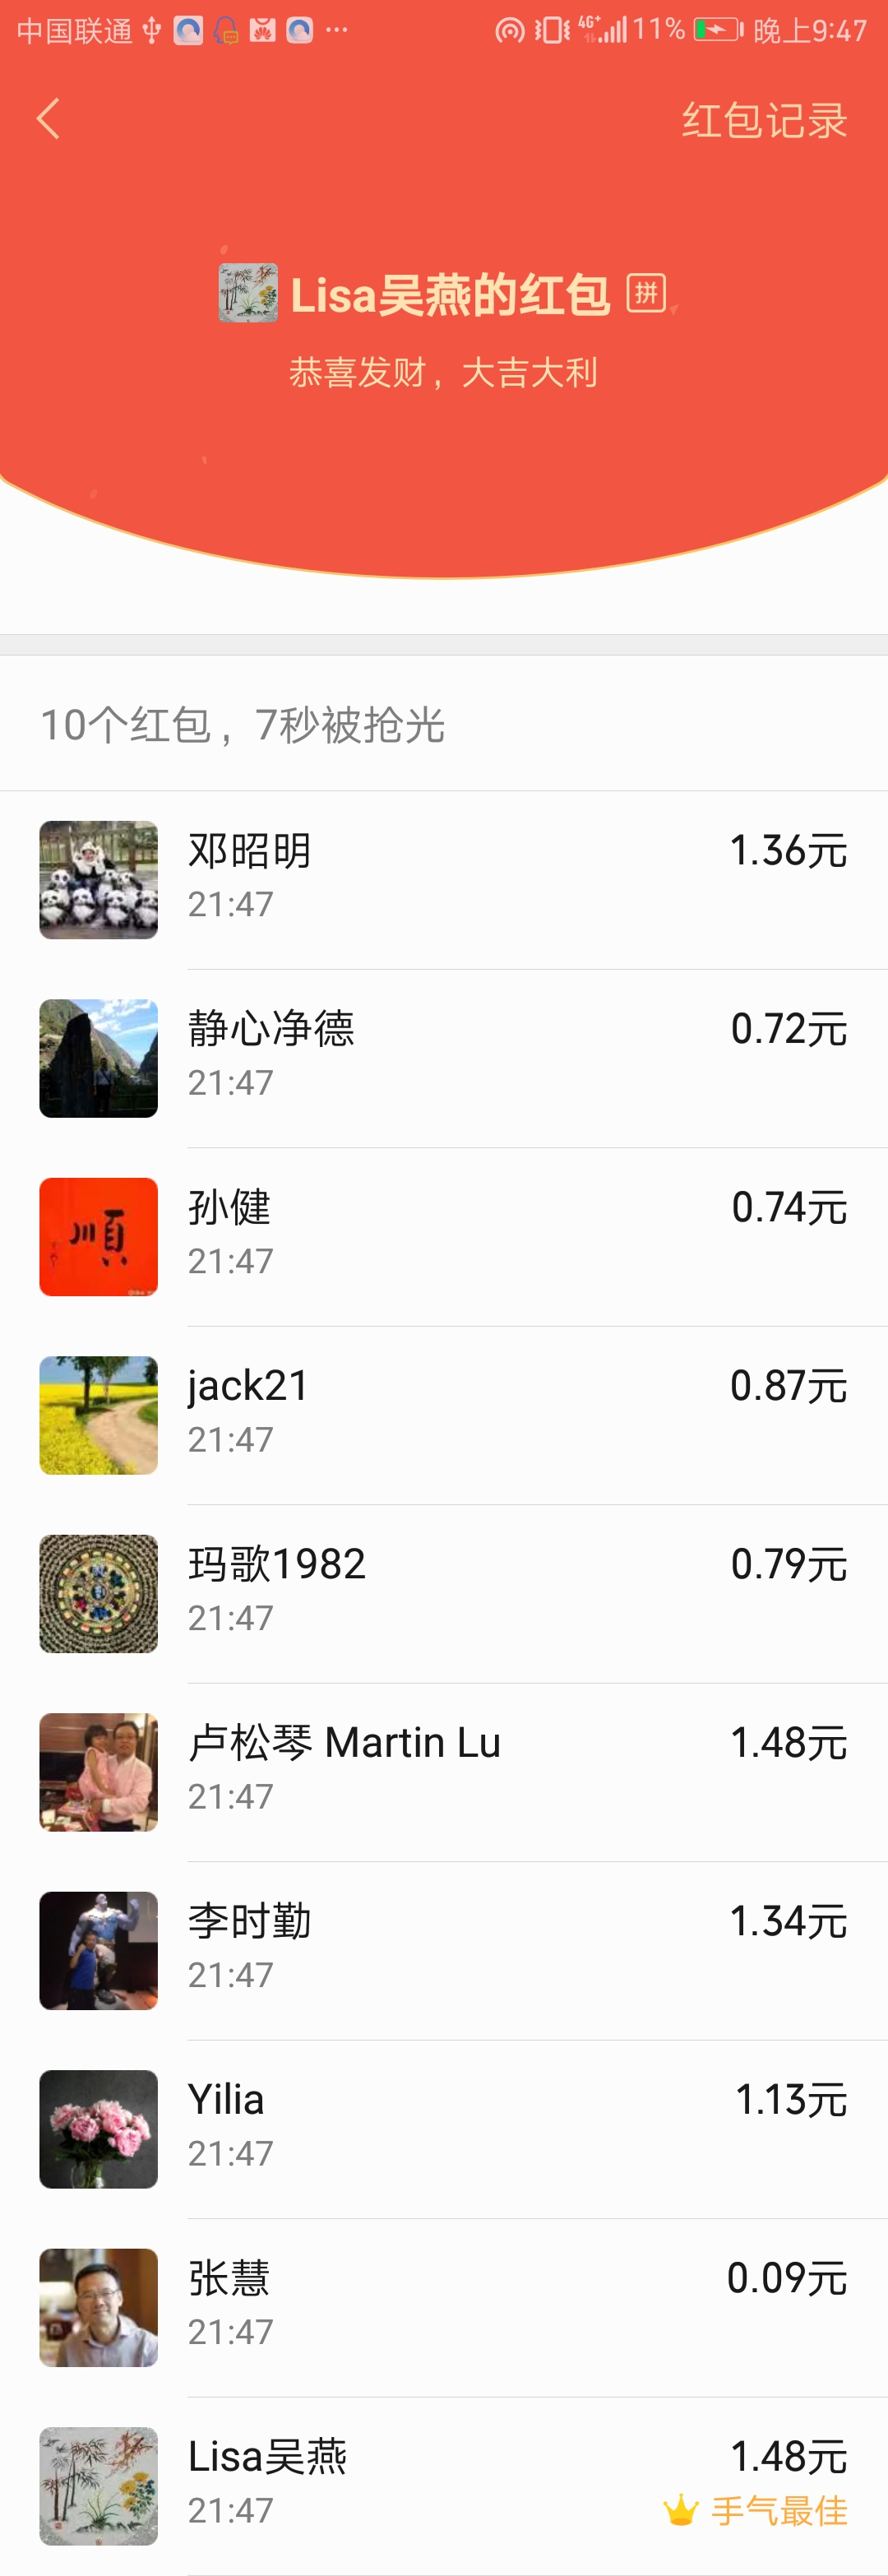 中国联通 4G+ 11% 晚上9:47
红包记录
Lisa吴燕的红包 拼
恭喜发财，大吉大利
10个红包，7秒被抢光
邓昭明 1.36元
21:47
静心净德 0.72元
21:47
順
孙健 0.74元
21:47
jack21 0.87元
21:47
玛歌1982 0.79元
21:47
卢松琴 Martin Lu 1.48元
21:47
李时勤 1.34元
21:47
Yilia 1.13元
21:47
张慧 0.09元
21:47
Lisa吴燕 1.48元
21:47 手气最佳